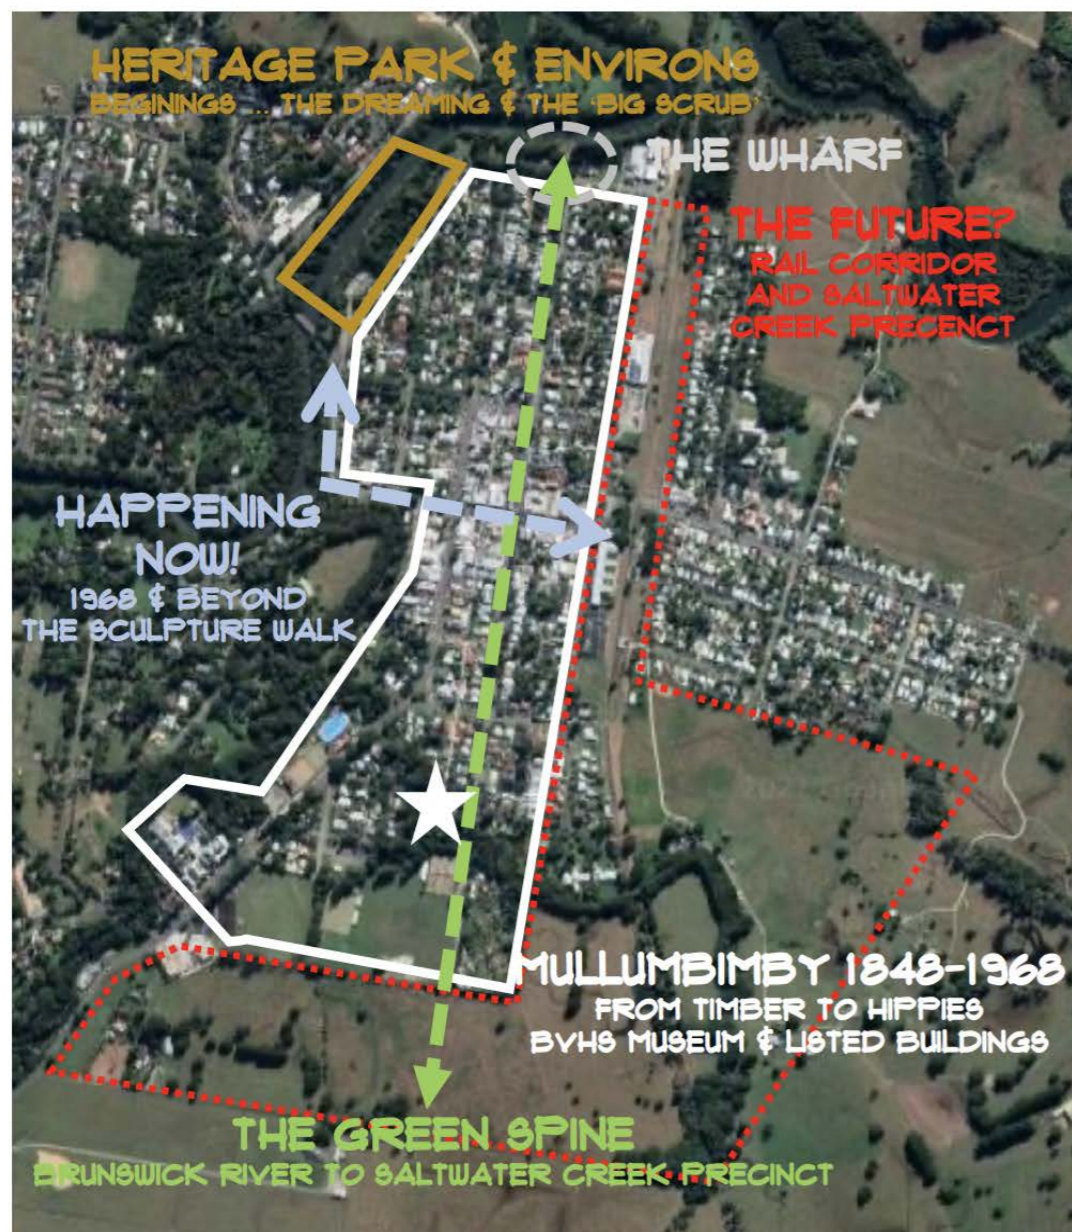 HERITAGE PARK & ENVIRONS
BEGININGS ... THE DREAMING & THE 'BIG SCRUB'
THE WHARF
THE FUTURE?
RAIL CORRIDOR
AND SALTWATER
CREEK PRECENCT
HAPPENING
NOW!
1968 & BEYOND
THE SCULPTURE WALK
MULLUMBIMBY 1848-1968
FROM TIMBER TO HIPPIES
BVHS MUSEUM & LISTED BUILDINGS
THE GREEN SPINE
BRUNSWICK RIVER TO SALTWATER CREEK PRECINCT